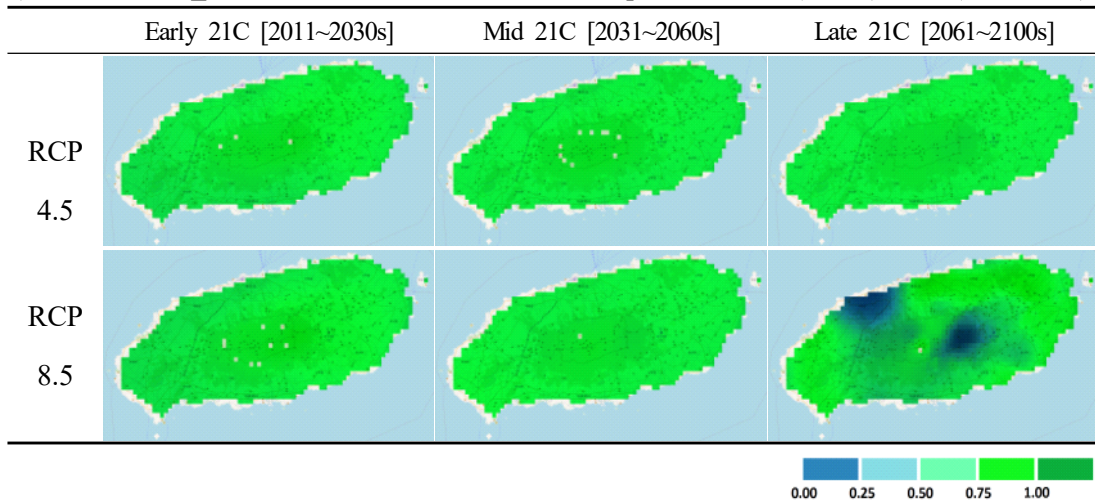 Early 21C [2011~2030s] Mid 21C [2031~2060s] Late 21C [2061~2100s]
RCP
4.5
RCP
8.5
0.00 0.25 0.50 0.75 1.00